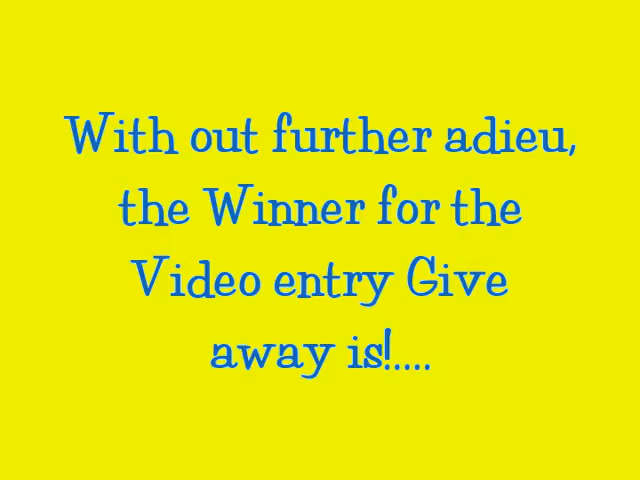 With out further adieu,
the Winner for the
Video entry Give
away is!....